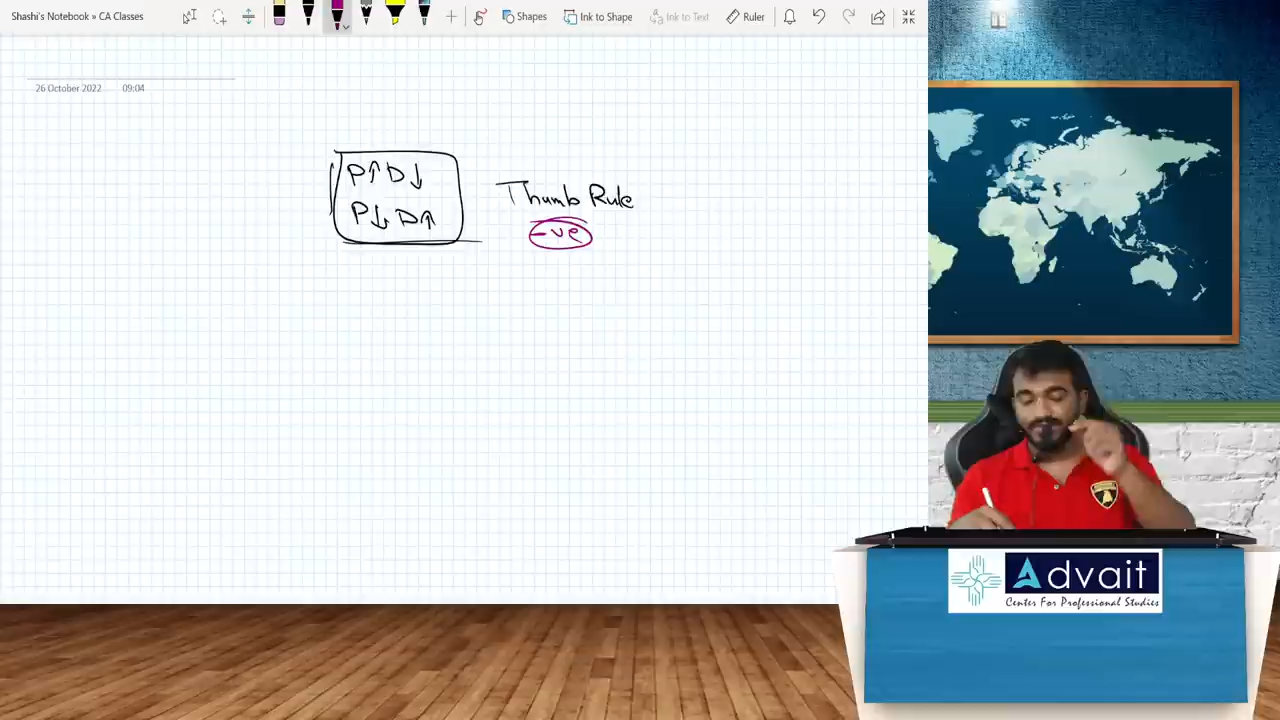 Shashi's Notebook » CA Classes
Shapes
Ink to Shape
Ink to Text
Ruler
26 October 2022 09:04
P↑ D↓
P↓ D↑
Thumb Rule
-ve
Advait
Center For Professional Studies